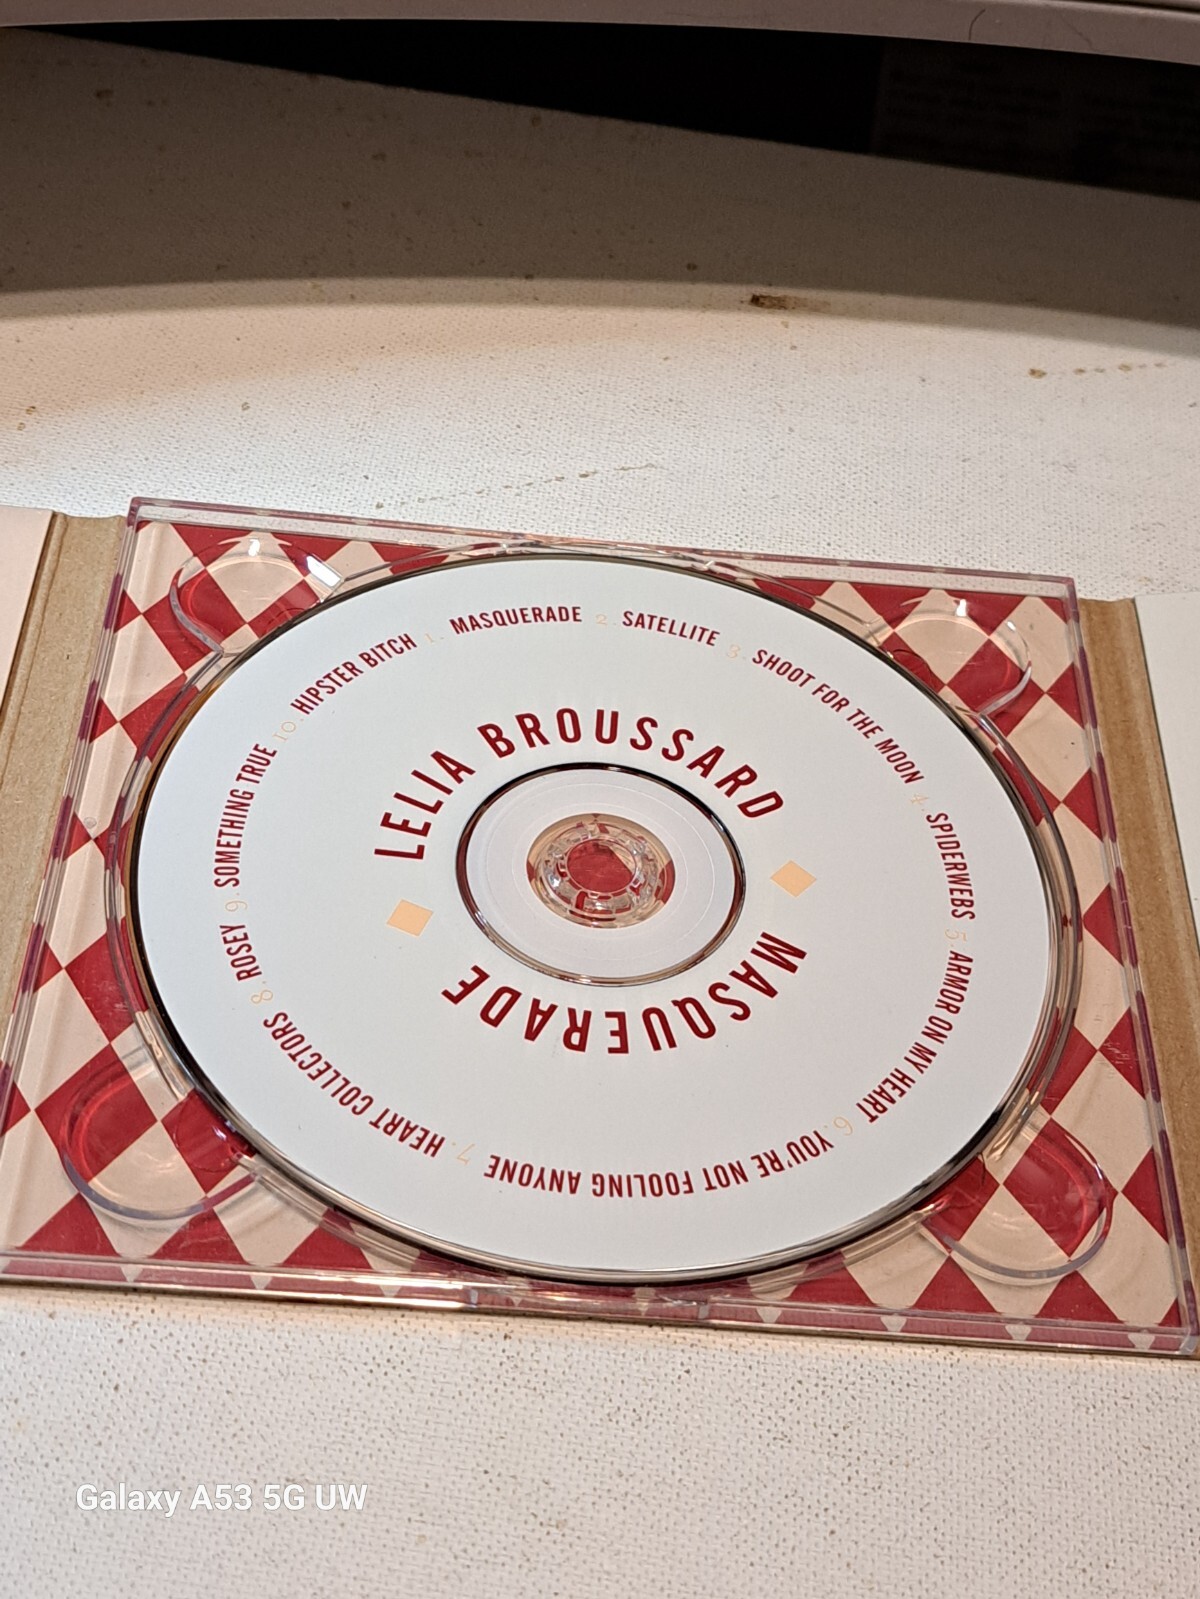 LELIA BROUSSARD
MASQUERADE
1. MASQUERADE 2. SATELLITE 3. SHOOT FOR THE MOON 4. SPIDERWEBS 5. ARMOR ON MY HEART 6. YOU'RE NOT FOOLING ANYONE 7. HEART COLLECTORS 8. ROSEY 9. SOMETHING TRUE 10. HIPSTER BITCH
Galaxy A53 5G UW